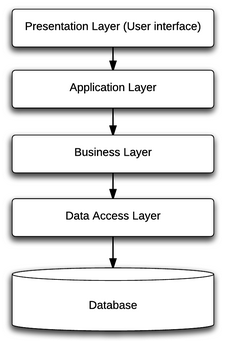 Presentation Layer (User interface)
Application Layer
Business Layer
Data Access Layer
Database